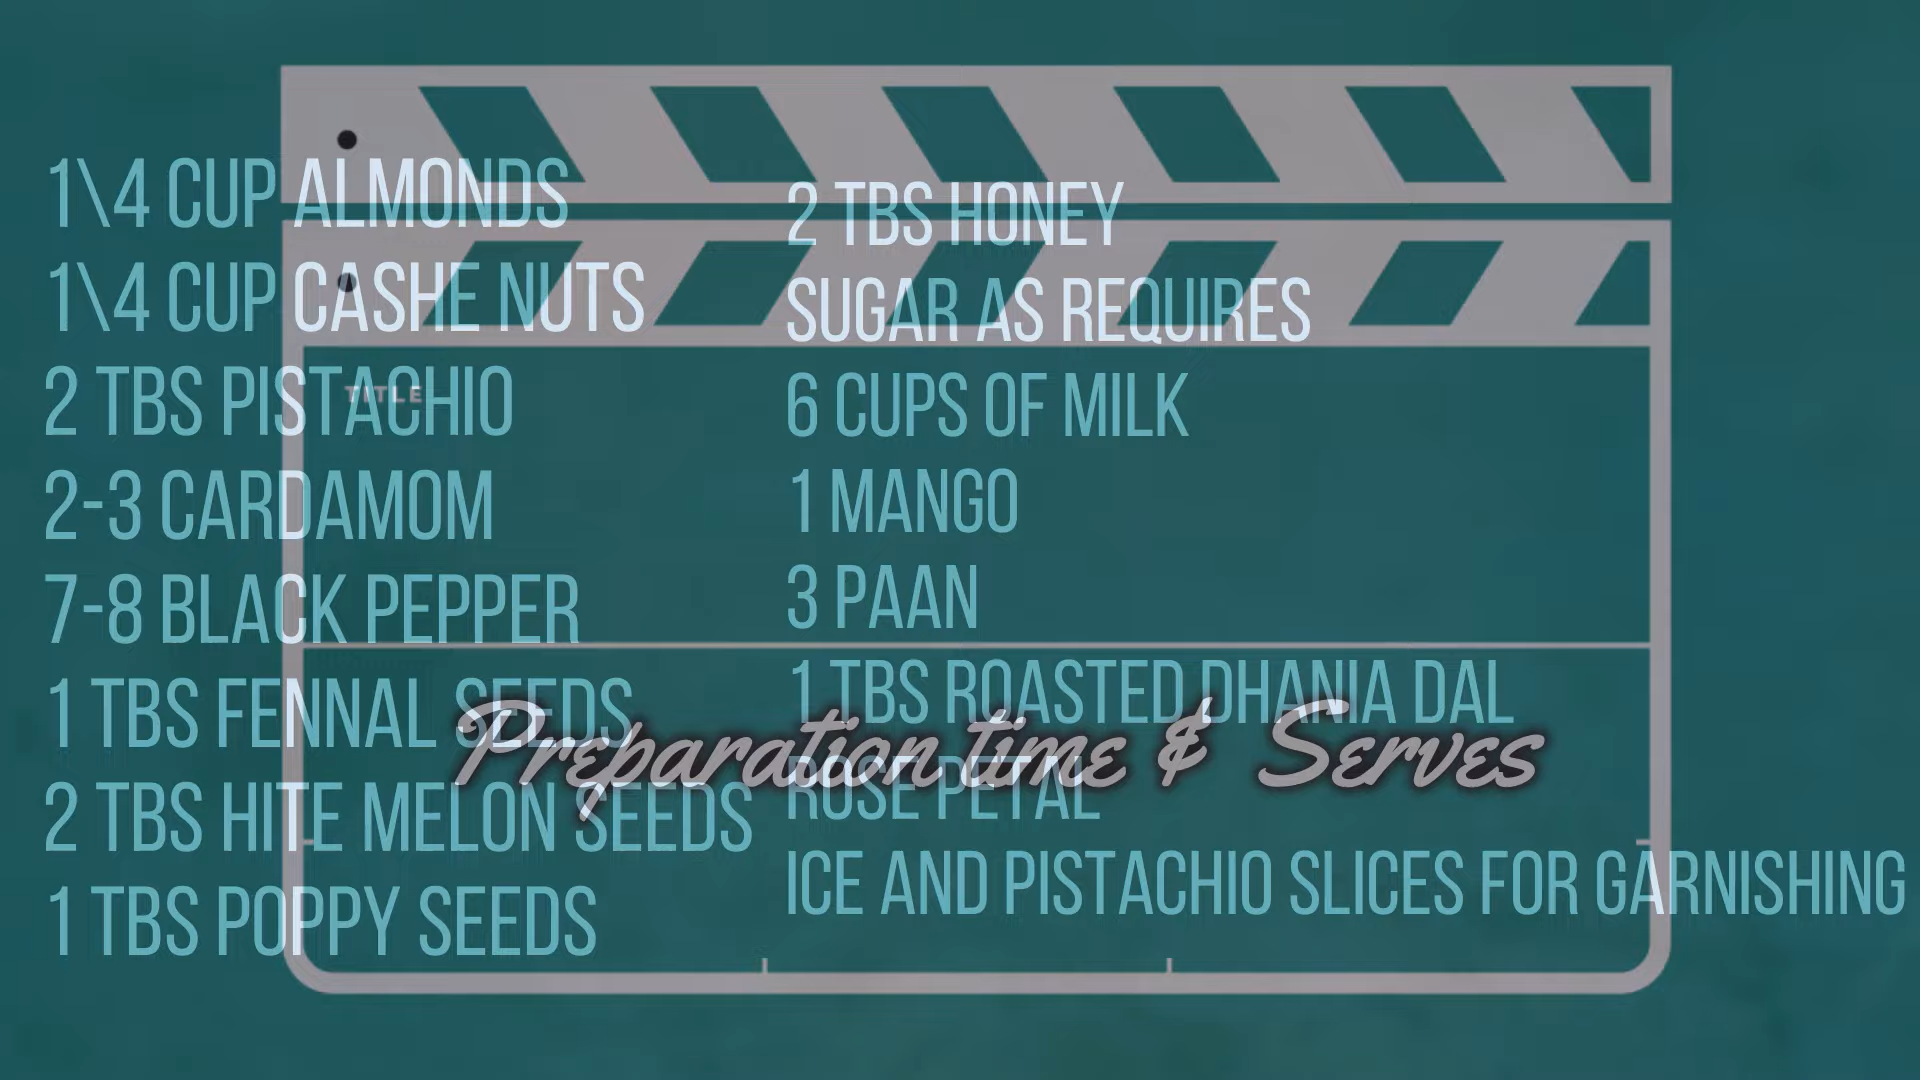 1\4 CUP ALMONDS
1\4 CUP CASHE NUTS
2 TBS PISTACHIO
2-3 CARDAMOM
7-8 BLACK PEPPER
1 TBS FENNAL SEEDS
2 TBS HITE MELON SEEDS
1 TBS POPPY SEEDS
2 TBS HONEY
SUGAR AS REQUIRES
6 CUPS OF MILK
1 MANGO
3 PAAN
1 TBS ROASTED DHANIA DAL
ROSE PETAL
ICE AND PISTACHIO SLICES FOR GARNISHING
TITLE
Preparation time & Serves